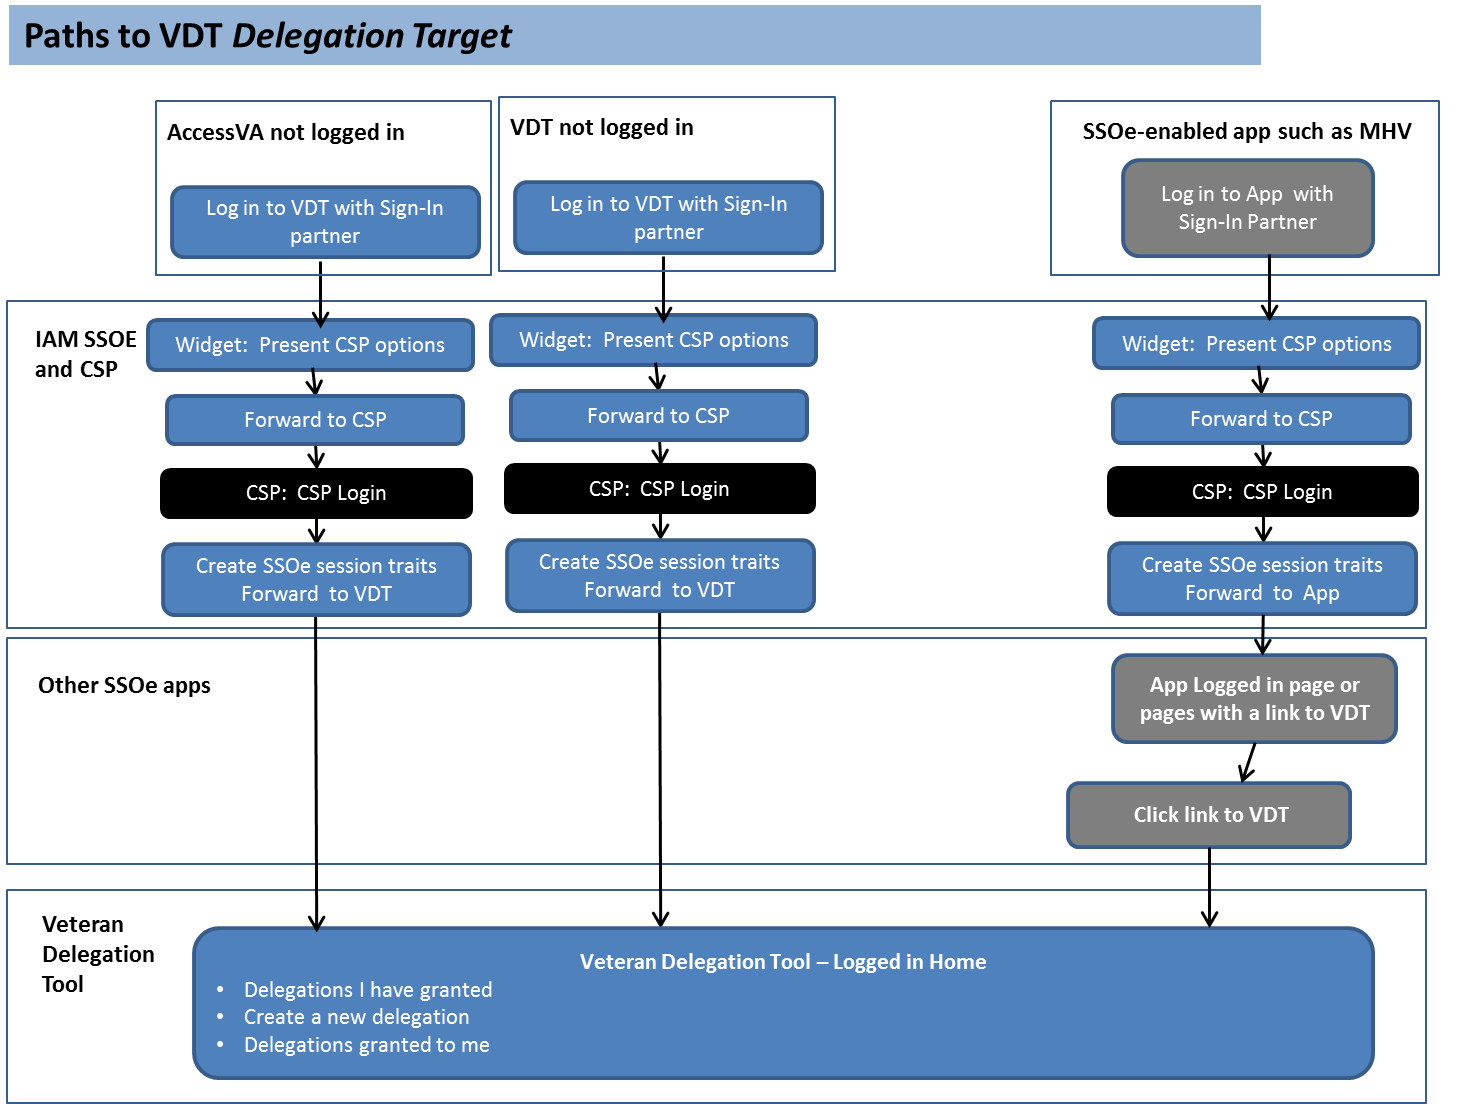 Paths to VDT Delegation Target
AccessVA not logged in
Log in to VDT with Sign-In
partner
VDT not logged in
Log in to VDT with Sign-In
partner
SSOe-enabled app such as MHV
Log in to App with
Sign-In Partner
IAM SSOE
and CSP
Widget: Present CSP options
Forward to CSP
CSP: CSP Login
Create SSOe session traits
Forward to VDT
Widget: Present CSP options
Forward to CSP
CSP: CSP Login
Create SSOe session traits
Forward to VDT
Widget: Present CSP options
Forward to CSP
CSP: CSP Login
Create SSOe session traits
Forward to App
Other SSOe apps
App Logged in page or
pages with a link to VDT
Click link to VDT
Veteran
Delegation
Tool
Veteran Delegation Tool – Logged in Home
• Delegations I have granted
• Create a new delegation
• Delegations granted to me